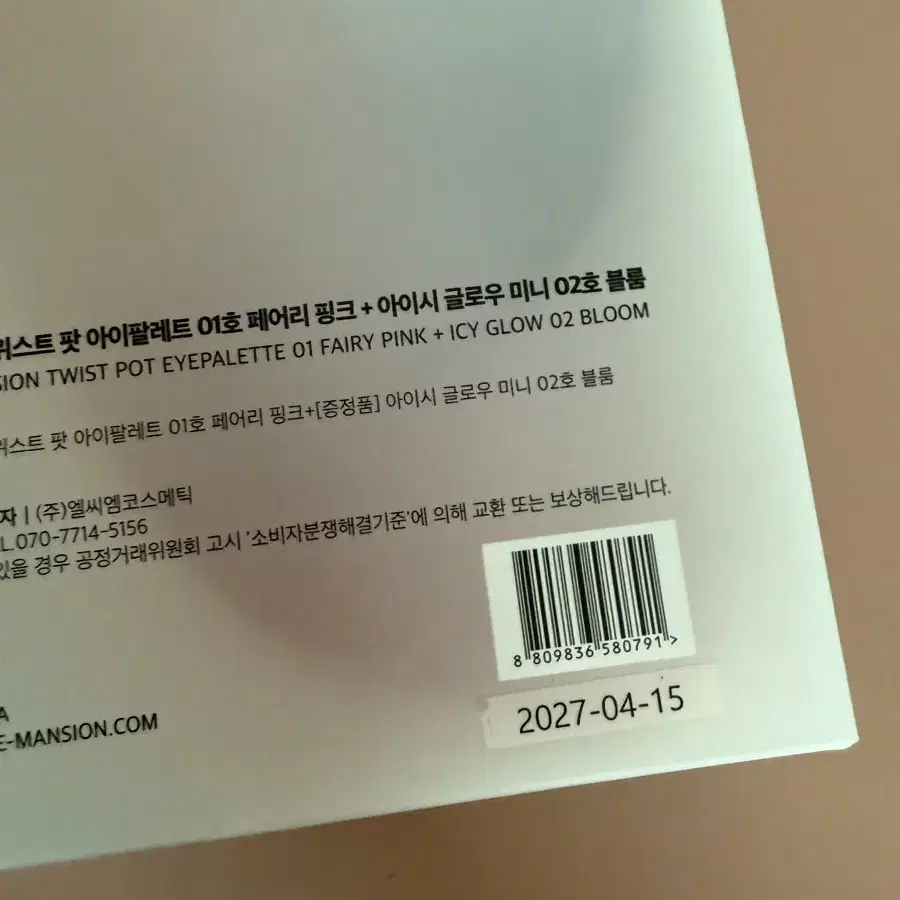 위스트 팟 아이팔레트 01호 페어리 핑크 + 아이시 글로우 미니 02호 블룸
SION TWIST POT EYEPALETTE 01 FAIRY PINK + ICY GLOW 02 BLOOM
위스트 팟 아이팔레트 01호 페어리 핑크+[증정품] 아이시 글로우 미니 02호 블룸
자 | (주)엘씨엠코스메틱
L.070-7714-5156
있을 경우 공정거래위원회 고시 '소비자분쟁해결기준'에 의해 교환 또는 보상해드립니다.
8 809836 580791 >
2027-04-15
A
E-MANSION.COM